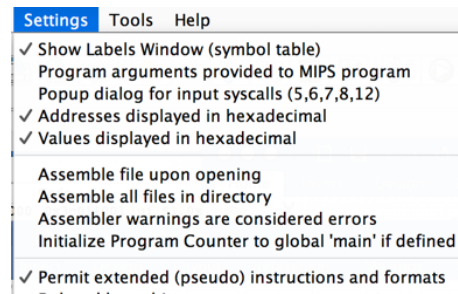 Settings Tools Help
✓ Show Labels Window (symbol table)
Program arguments provided to MIPS program
Popup dialog for input syscalls (5,6,7,8,12)
✓ Addresses displayed in hexadecimal
✓ Values displayed in hexadecimal
Assemble file upon opening
Assemble all files in directory
Assembler warnings are considered errors
Initialize Program Counter to global 'main' if defined
✓ Permit extended (pseudo) instructions and formats